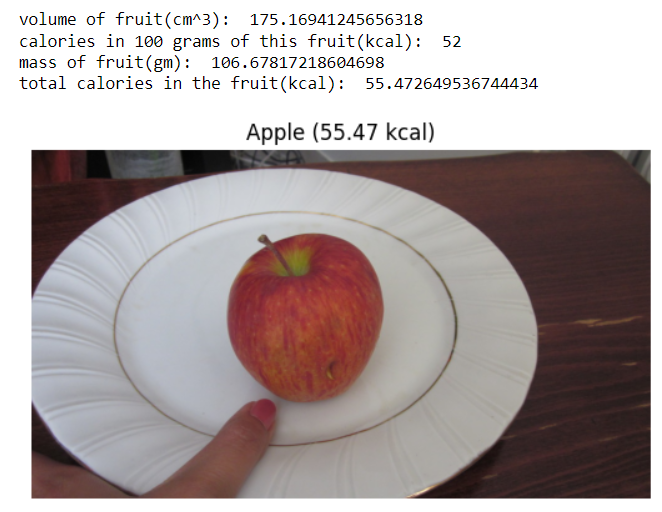 volume of fruit(cm^3):  175.16941245656318
calories in 100 grams of this fruit(kcal):  52
mass of fruit(gm):  106.67817218604698
total calories in the fruit(kcal):  55.472649536744434
Apple (55.47 kcal)